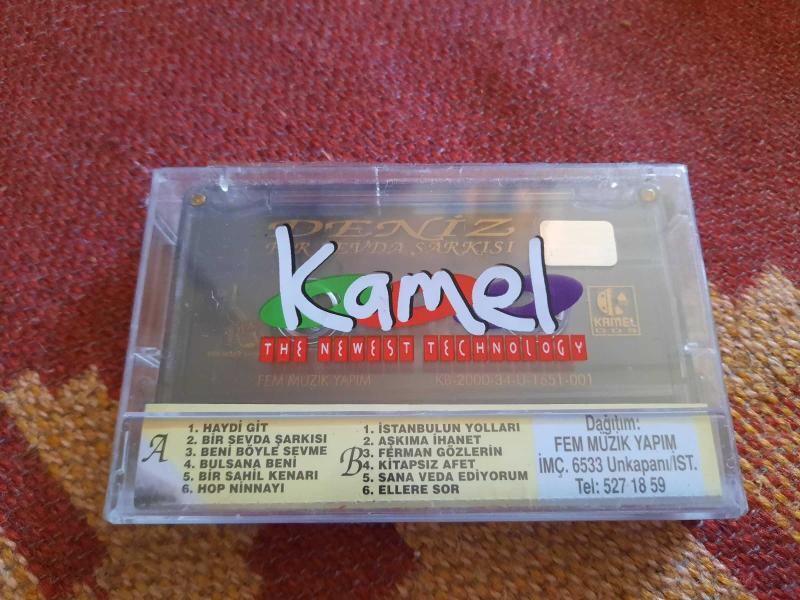 DENİZ
BİR SEVDA ŞARKISI
Kamel
THE NEWEST TECHNOLOGY
KAMEL
FEM MÜZİK YAPIM KB-2000-34-U-1651-001
A
1. HAYDİ GİT
2. BİR SEVDA ŞARKISI
3. BENİ BÖYLE SEVME
4. BULSANA BENİ
5. BİR SAHİL KENARI
6. HOP NINNAYI
B
1. İSTANBULUN YOLLARI
2. AŞKIMA İHANET
3. FERMAN GÖZLERİN
4. KİTAPSIZ AFET
5. SANA VEDA EDİYORUM
6. ELLERE SOR
Dağıtım:
FEM MÜZİK YAPIM
İMÇ. 6533 Unkapanı/İST.
Tel: 527 18 59